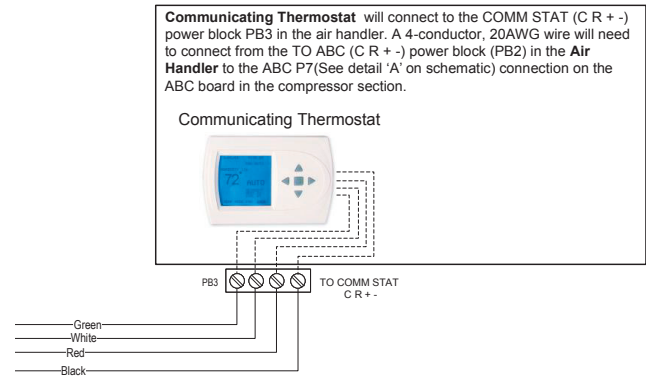 Communicating Thermostat will connect to the COMM STAT (C R + -)
power block PB3 in the air handler. A 4-conductor, 20AWG wire will need
to connect from the TO ABC (C R + -) power block (PB2) in the Air
Handler to the ABC P7(See detail 'A' on schematic) connection on the
ABC board in the compressor section.
Communicating Thermostat
72
AUTO
PB3
TO COMM STAT
C R + -
Green
White
Red
Black